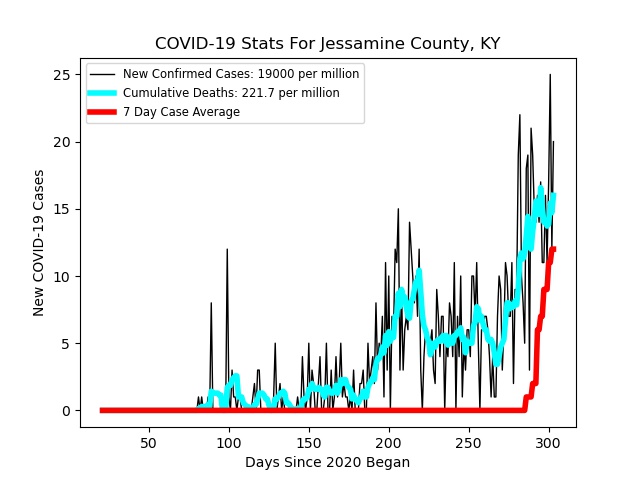 COVID-19 Stats For Jessamine County, KY
New Confirmed Cases: 19000 per million
Cumulative Deaths: 221.7 per million
7 Day Case Average
New COVID-19 Cases
25
20
15
10
5
0
50 100 150 200 250 300
Days Since 2020 Began